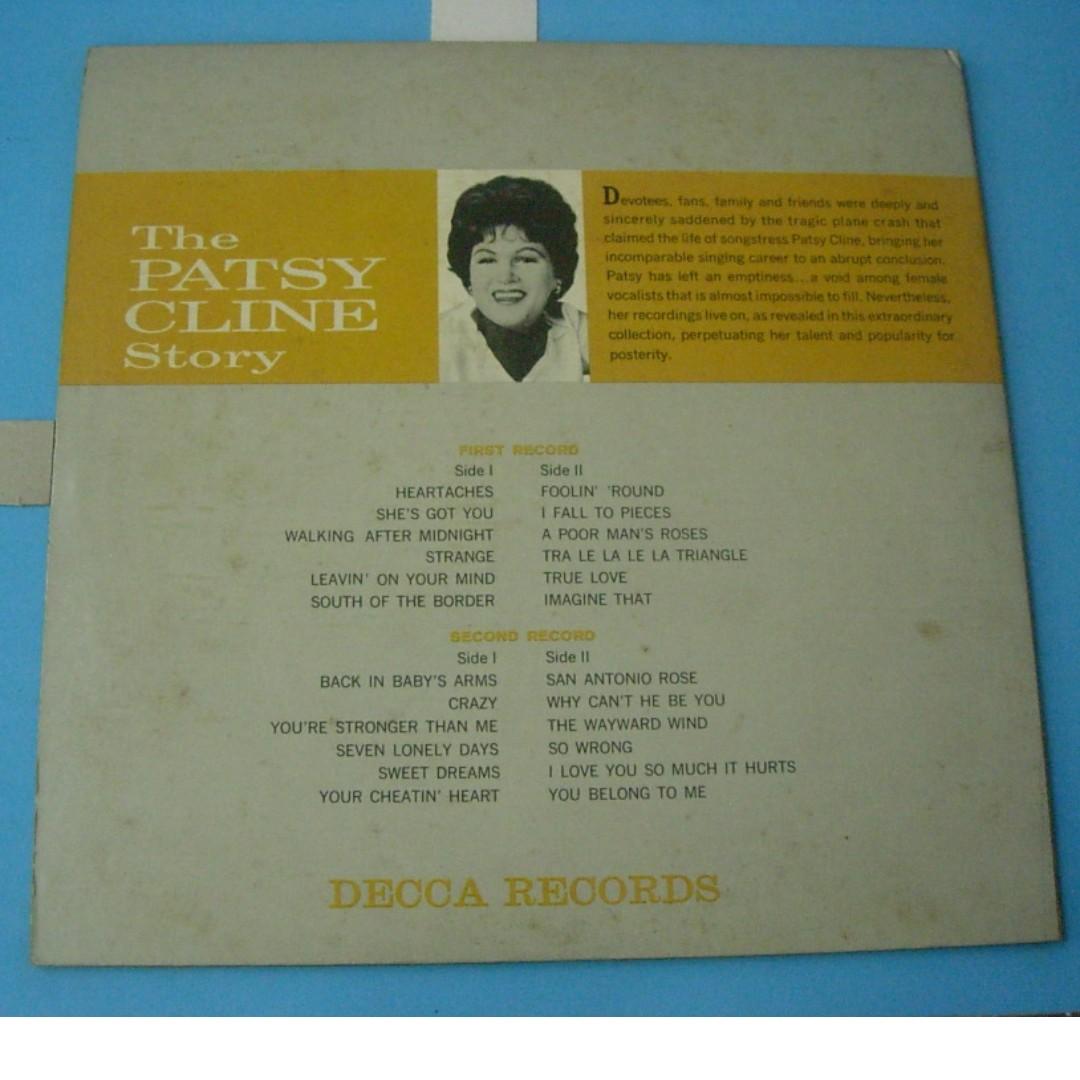 The
PATSY
CLINE
Story
Devotees, fans, family and friends were deeply and
sincerely saddened by the tragic plane crash that
claimed the life of songstress Patsy Cline, bringing her
incomparable singing career to an abrupt conclusion.
Patsy has left an emptiness...a void among female
vocalists that is almost impossible to fill. Nevertheless,
her recordings live on, as revealed in this extraordinary
collection, perpetuating her talent and popularity for
posterity.
FIRST RECORD
Side I
HEARTACHES
SHE'S GOT YOU
WALKING AFTER MIDNIGHT
STRANGE
LEAVIN' ON YOUR MIND
SOUTH OF THE BORDER
Side II
FOOLIN' 'ROUND
I FALL TO PIECES
A POOR MAN'S ROSES
TRA LE LA LE LA TRIANGLE
TRUE LOVE
IMAGINE THAT
SECOND RECORD
Side I
BACK IN BABY'S ARMS
CRAZY
YOU'RE STRONGER THAN ME
SEVEN LONELY DAYS
SWEET DREAMS
YOUR CHEATIN' HEART
Side II
SAN ANTONIO ROSE
WHY CAN'T HE BE YOU
THE WAYWARD WIND
SO WRONG
I LOVE YOU SO MUCH IT HURTS
YOU BELONG TO ME
DECCA RECORDS